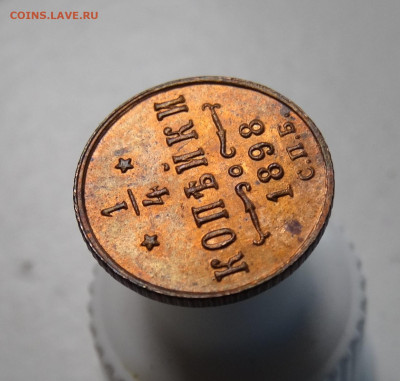 COINS.LAVE.RU
* 1/4 *
КОПѢЙКИ
1898
С.П.Б.